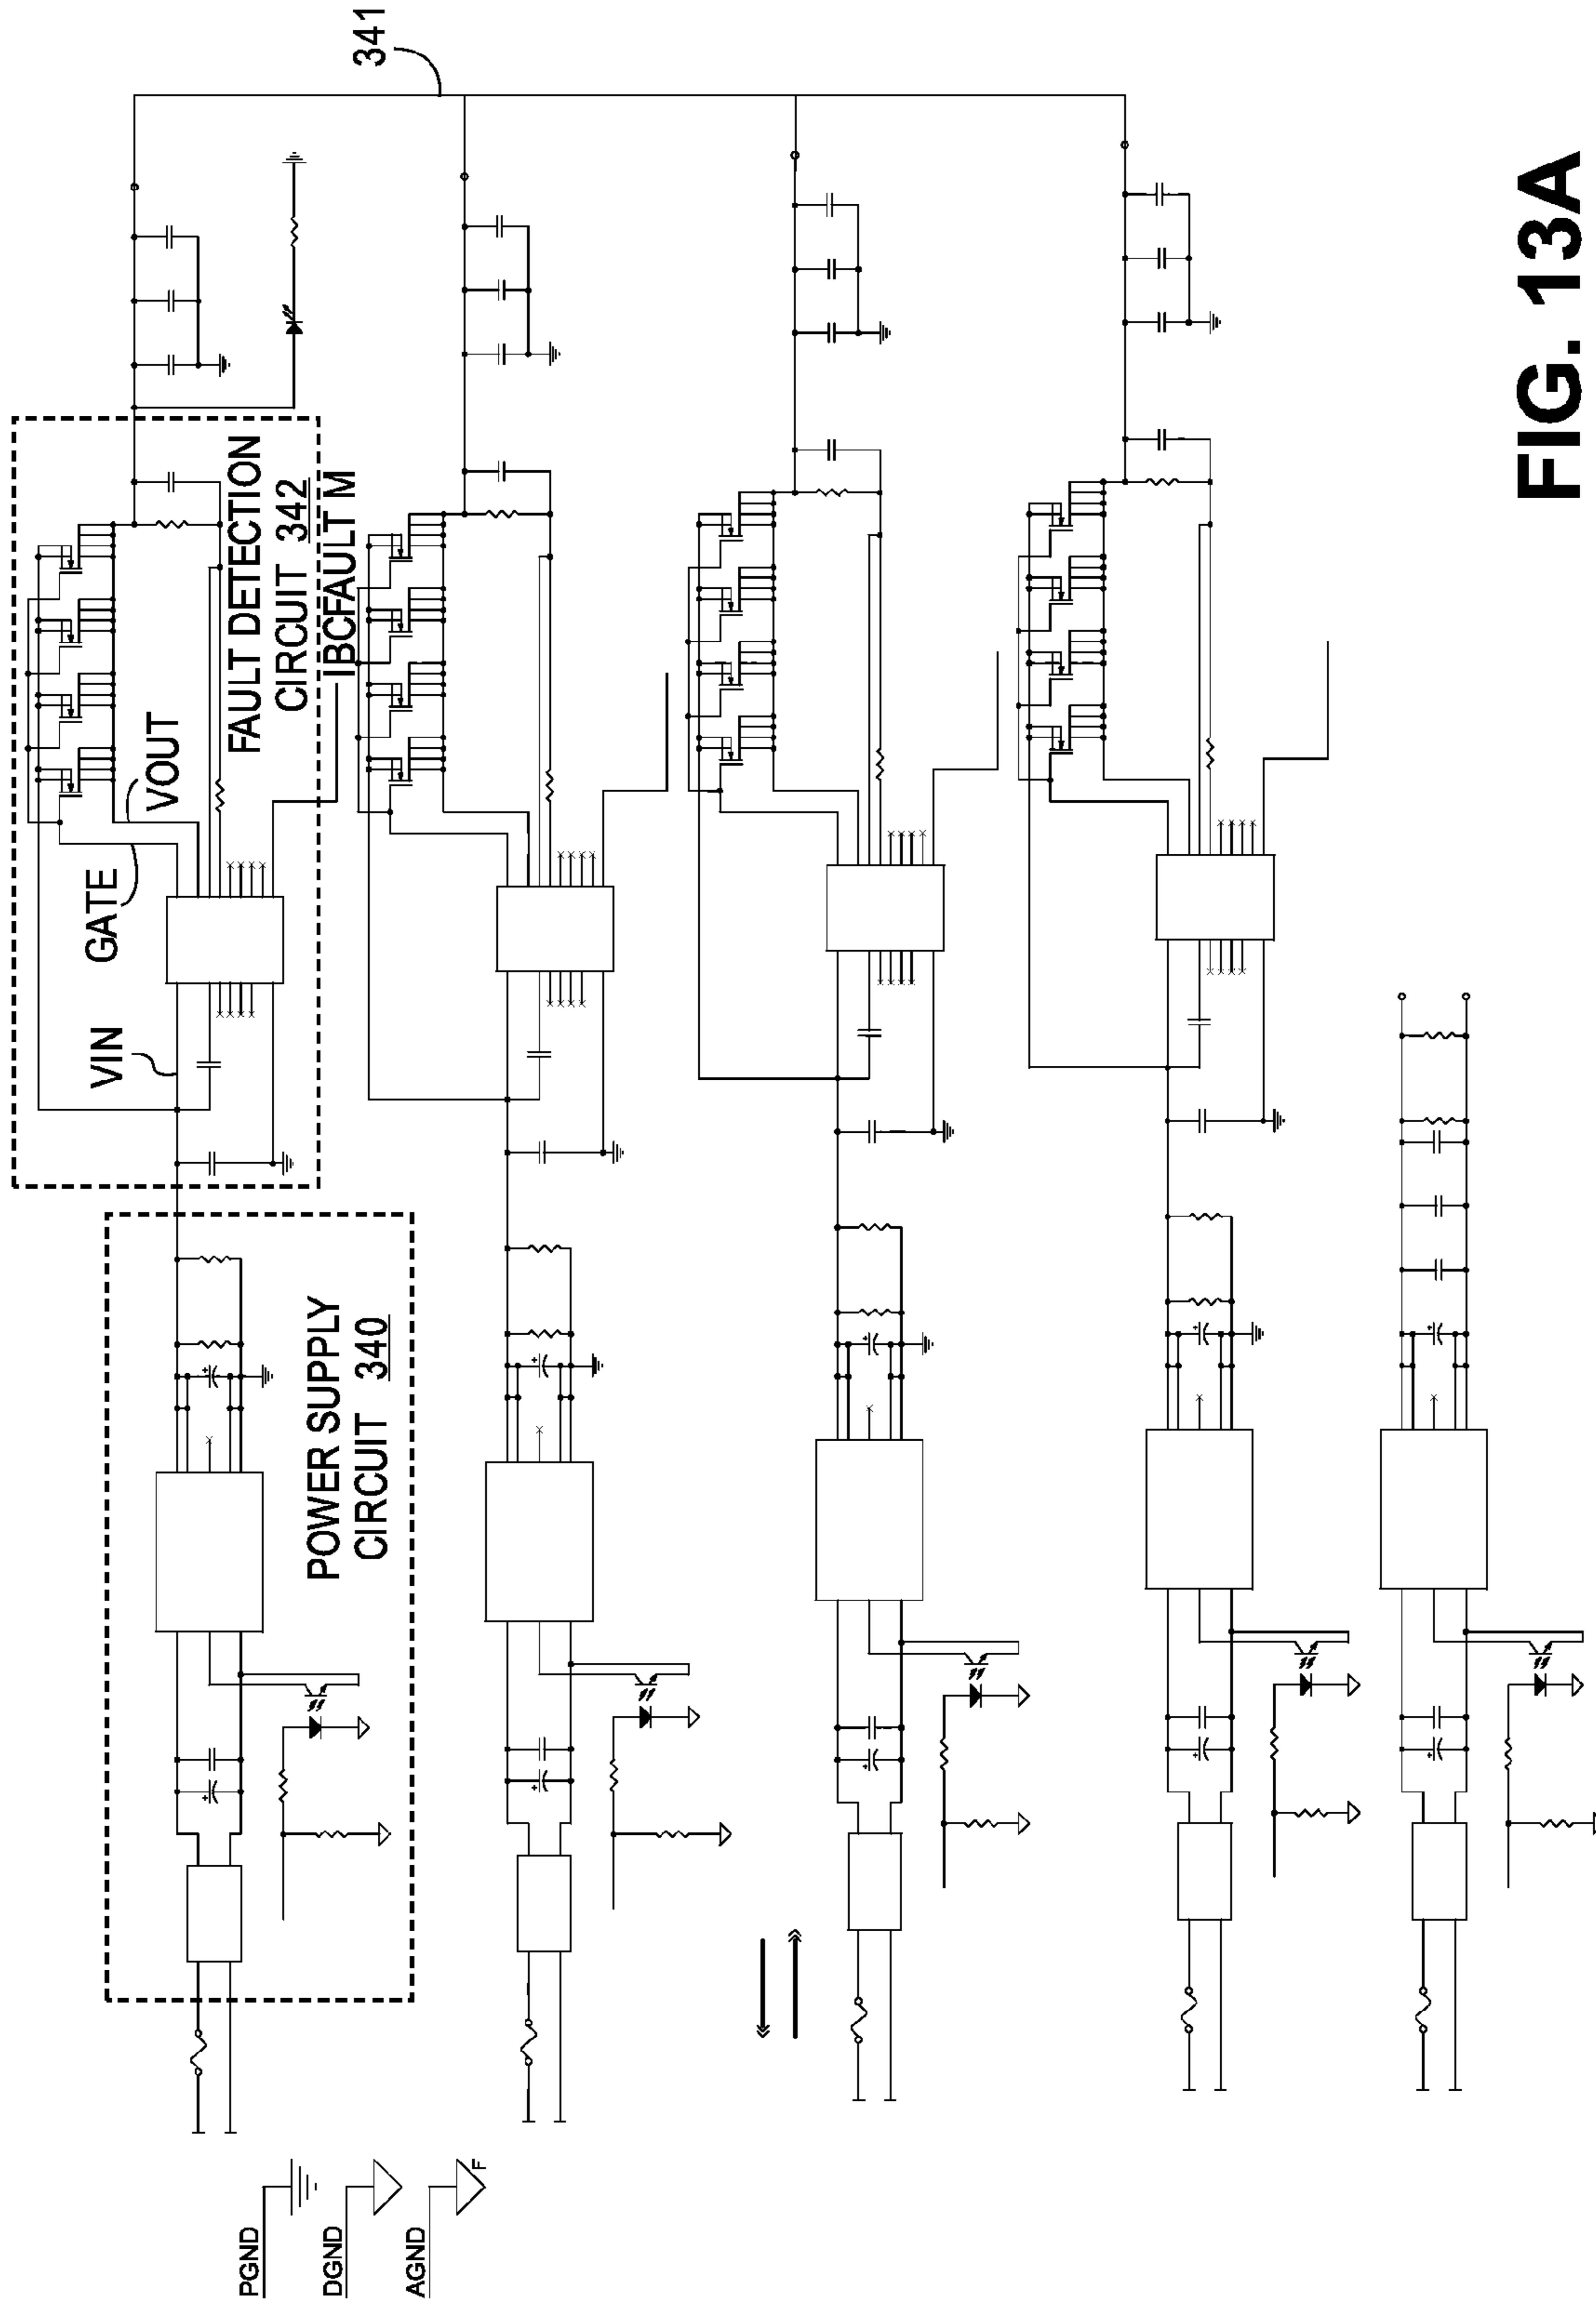 341
FAULT DETECTION
CIRCUIT 342
IBCFAULT M
VOUT
GATE
VIN
POWER SUPPLY
CIRCUIT 340
PGND
DGND
AGND
F
FIG. 13A